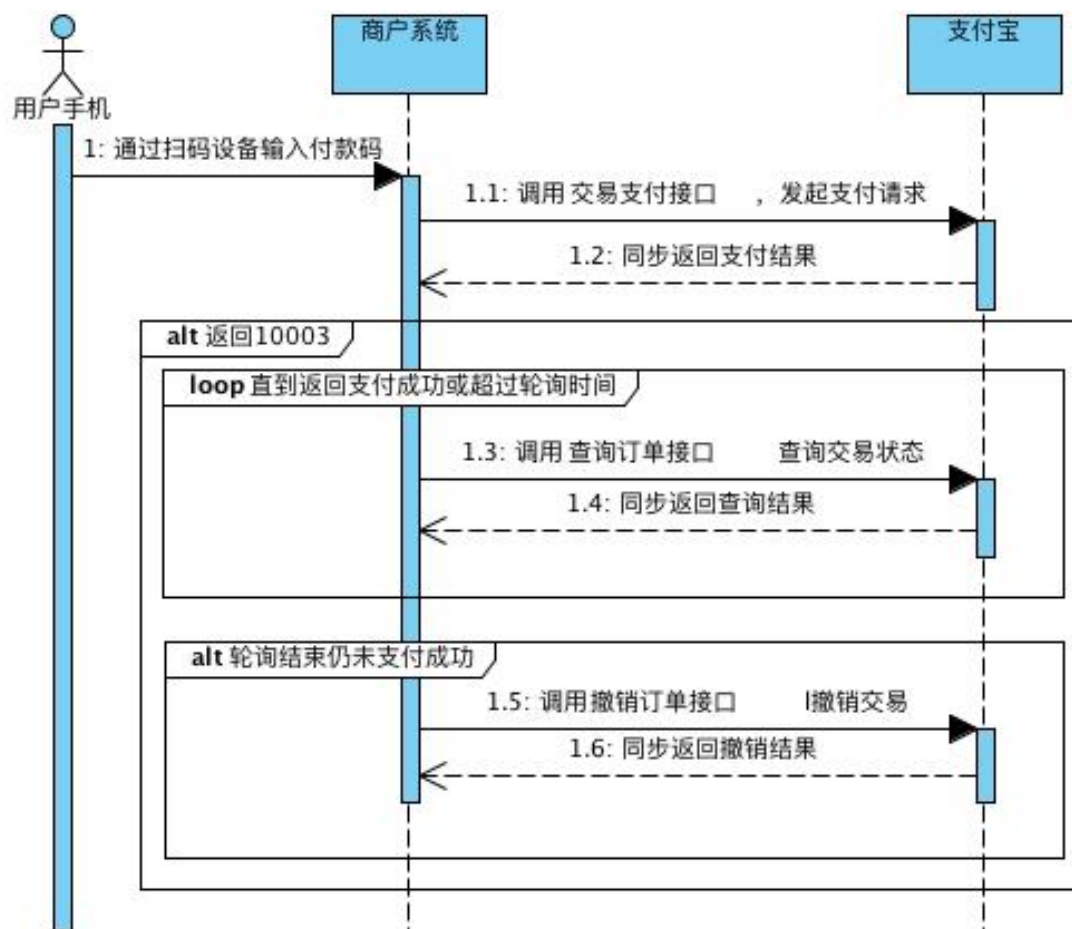 商户系统
支付宝
用户手机
1: 通过扫码设备输入付款码
1.1: 调用 交易支付接口 ，发起支付请求
1.2: 同步返回支付结果
alt 返回10003
loop 直到返回支付成功或超过轮询时间
1.3: 调用 查询订单接口 查询交易状态
1.4: 同步返回查询结果
alt 轮询结束仍未支付成功
1.5: 调用撤销订单接口 l撤销交易
1.6: 同步返回撤销结果